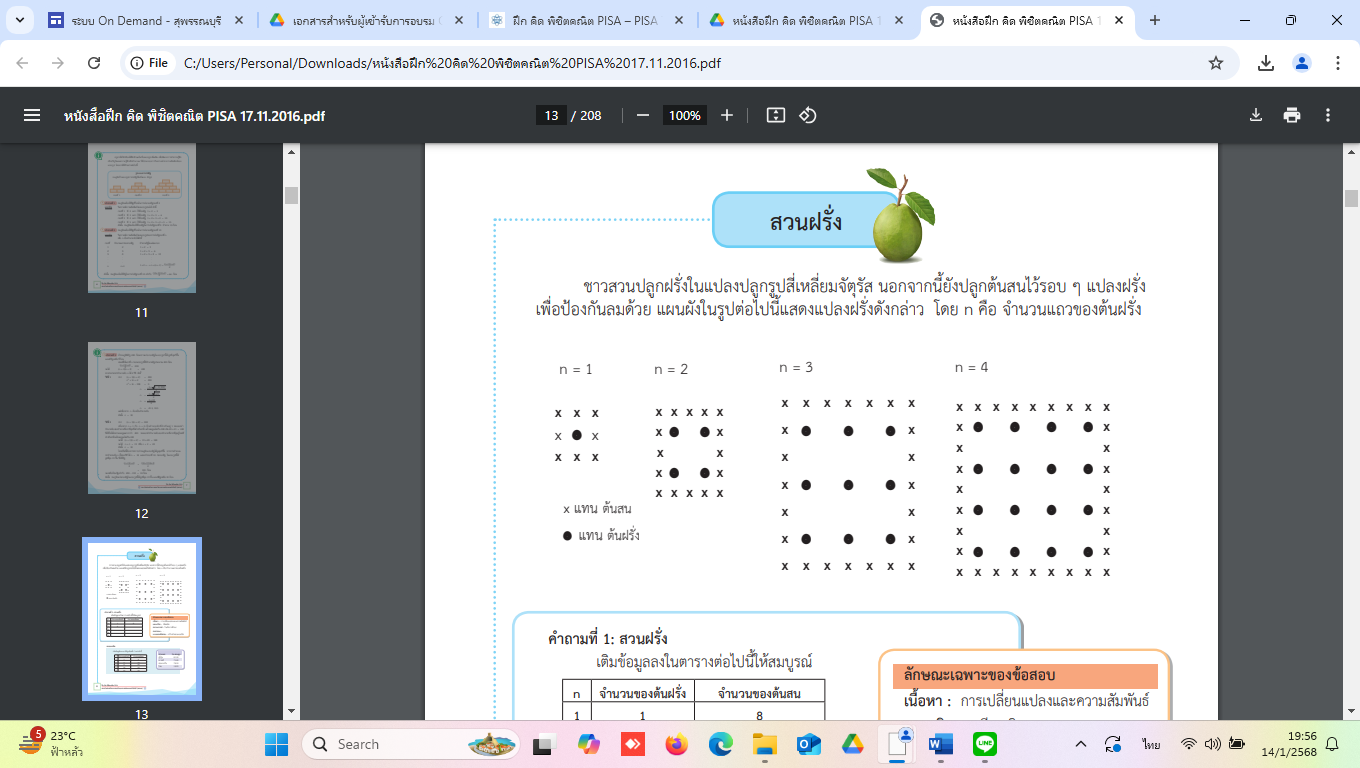 ระบบ On Demand - สุพรรณบุรี
เอกสารสำหรับผู้เข้ารับการอบรม
ฝึก คิด พิชิตคณิต PISA – PISA
หนังสือฝึก คิด พิชิตคณิต PISA 1
หนังสือฝึก คิด พิชิตคณิต PISA 1
File
C:/Users/Personal/Downloads/หนังสือฝึก%20คิด%20พิชิตคณิต%20PISA%2017.11.2016.pdf
หนังสือฝึก คิด พิชิตคณิต PISA 17.11.2016.pdf
13 / 208
100%
11
12
13
สวนฝรั่ง
ชาวสวนปลูกฝรั่งในแปลงปลูกรูปสี่เหลี่ยมจัตุรัส นอกจากนี้ยังปลูกต้นสนไว้รอบ ๆ แปลงฝรั่ง
เพื่อป้องกันลมด้วย แผนผังในรูปต่อไปนี้แสดงแปลงฝรั่งดังกล่าว โดย n คือ จำนวนแถวของต้นฝรั่ง
n = 1 n = 2 n = 3 n = 4
x แทน ต้นสน
● แทน ต้นฝรั่ง
คำถามที่ 1: สวนฝรั่ง
เติมข้อมูลลงในตารางต่อไปนี้ให้สมบูรณ์
n จำนวนของต้นฝรั่ง จำนวนของต้นสน
1 1 8
ลักษณะเฉพาะของข้อสอบ
เนื้อหา : การเปลี่ยนแปลงและความสัมพันธ์
5
23°C
ฟ้าหลัว
Search
ไทย
19:56
14/1/2568